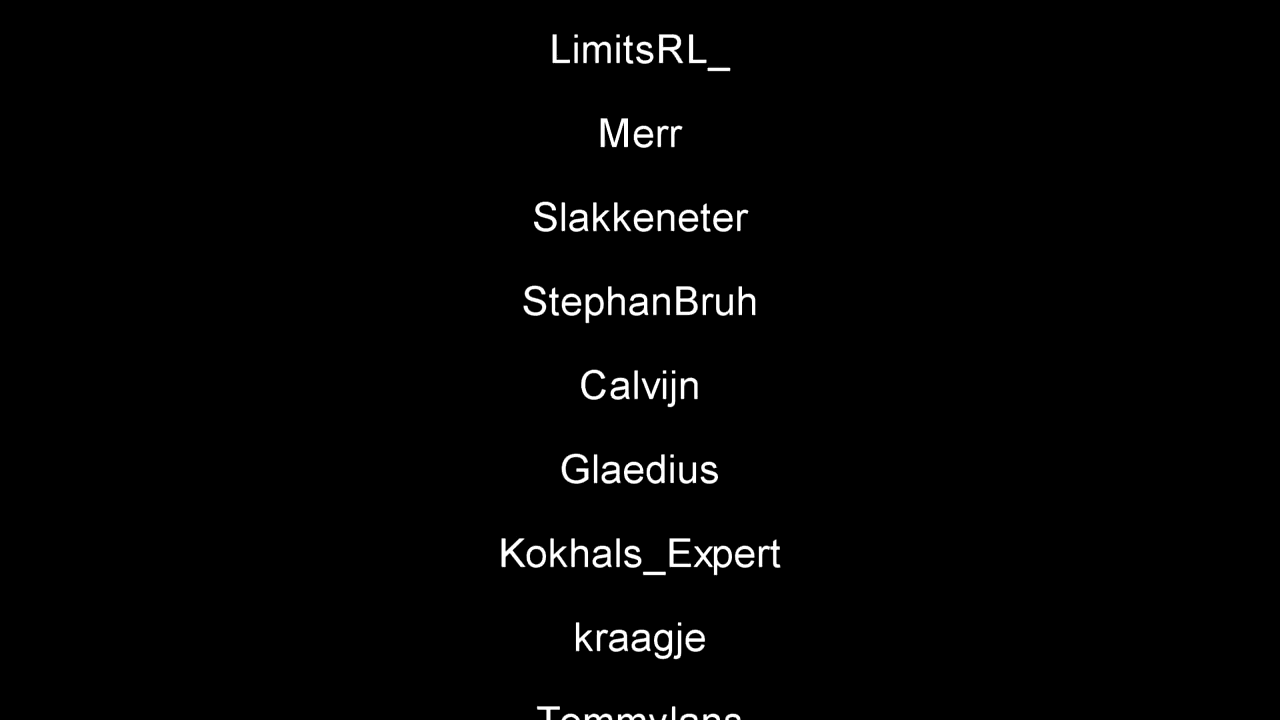 LimitsRL_
Merr
Slakkeneter
StephanBruh
Calvijn
Glaedius
Kokhals_Expert
kraagje